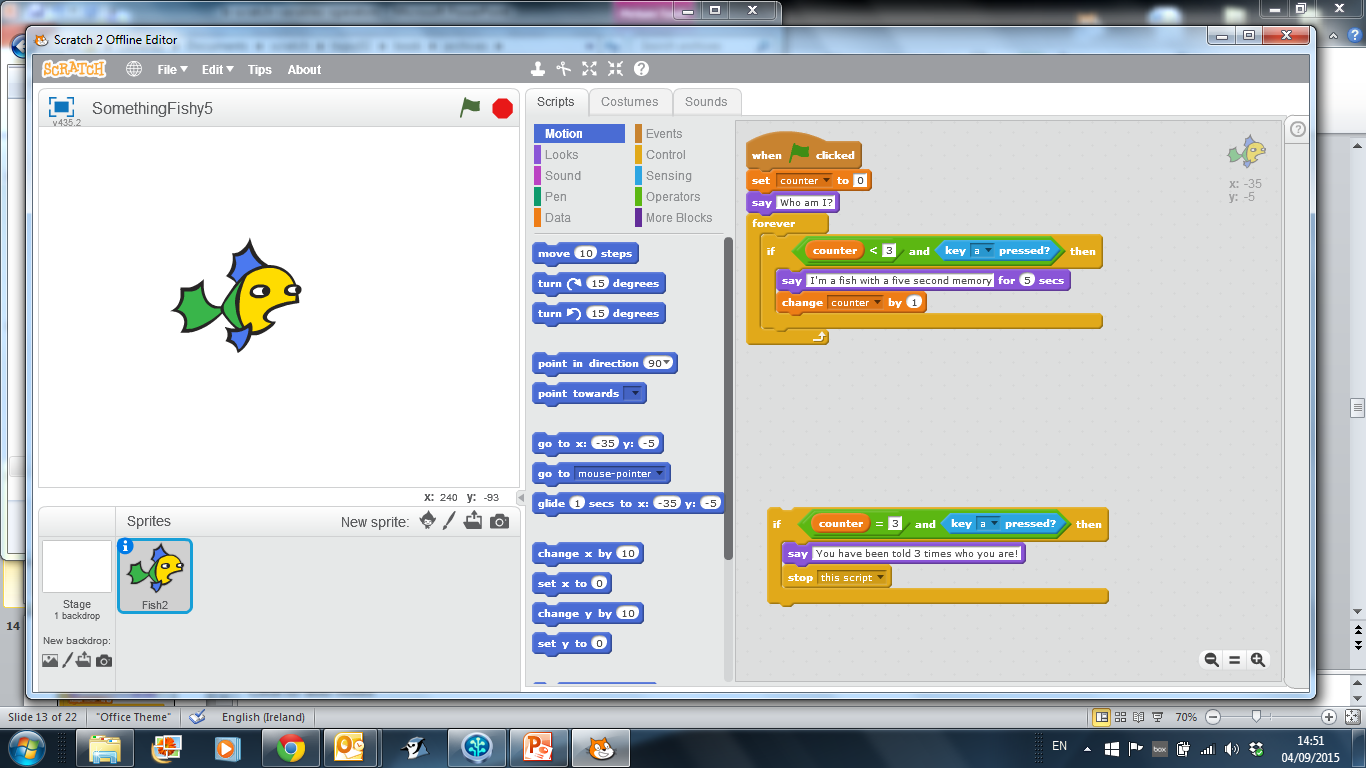 Scratch 2 Offline Editor
SCRATCH File Edit Tips About
SomethingFishy5
v435.2
x: 240 y: -93
Sprites New sprite:
Fish2
Stage
1 backdrop
New backdrop:
Scripts Costumes Sounds
Motion Events
Looks Control
Sound Sensing
Pen Operators
Data More Blocks
move 10 steps
turn 15 degrees
turn 15 degrees
point in direction 90
point towards
go to x: -35 y: -5
go to mouse-pointer
glide 1 secs to x: -35 y: -5
change x by 10
set x to 0
change y by 10
set y to 0
when clicked
set counter to 0
say Who am I?
forever
if counter < 3 and key a pressed? then
say I'm a fish with a five second memory for 5 secs
change counter by 1
if counter = 3 and key a pressed? then
say You have been told 3 times who you are!
stop this script
x: -35
y: -5
14
Slide 13 of 22 "Office Theme" English (Ireland) 70%
EN box 14:51
04/09/2015